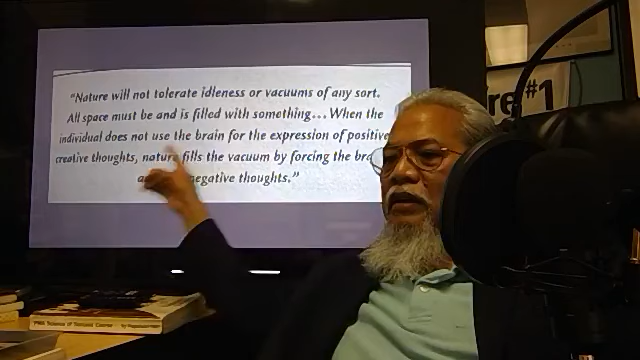 "Nature will not tolerate idleness or vacuums of any sort.
All space must be and is filled with something... When the
individual does not use the brain for the expression of positive
creative thoughts, nature fills the vacuum by forcing the
negative thoughts."
#1